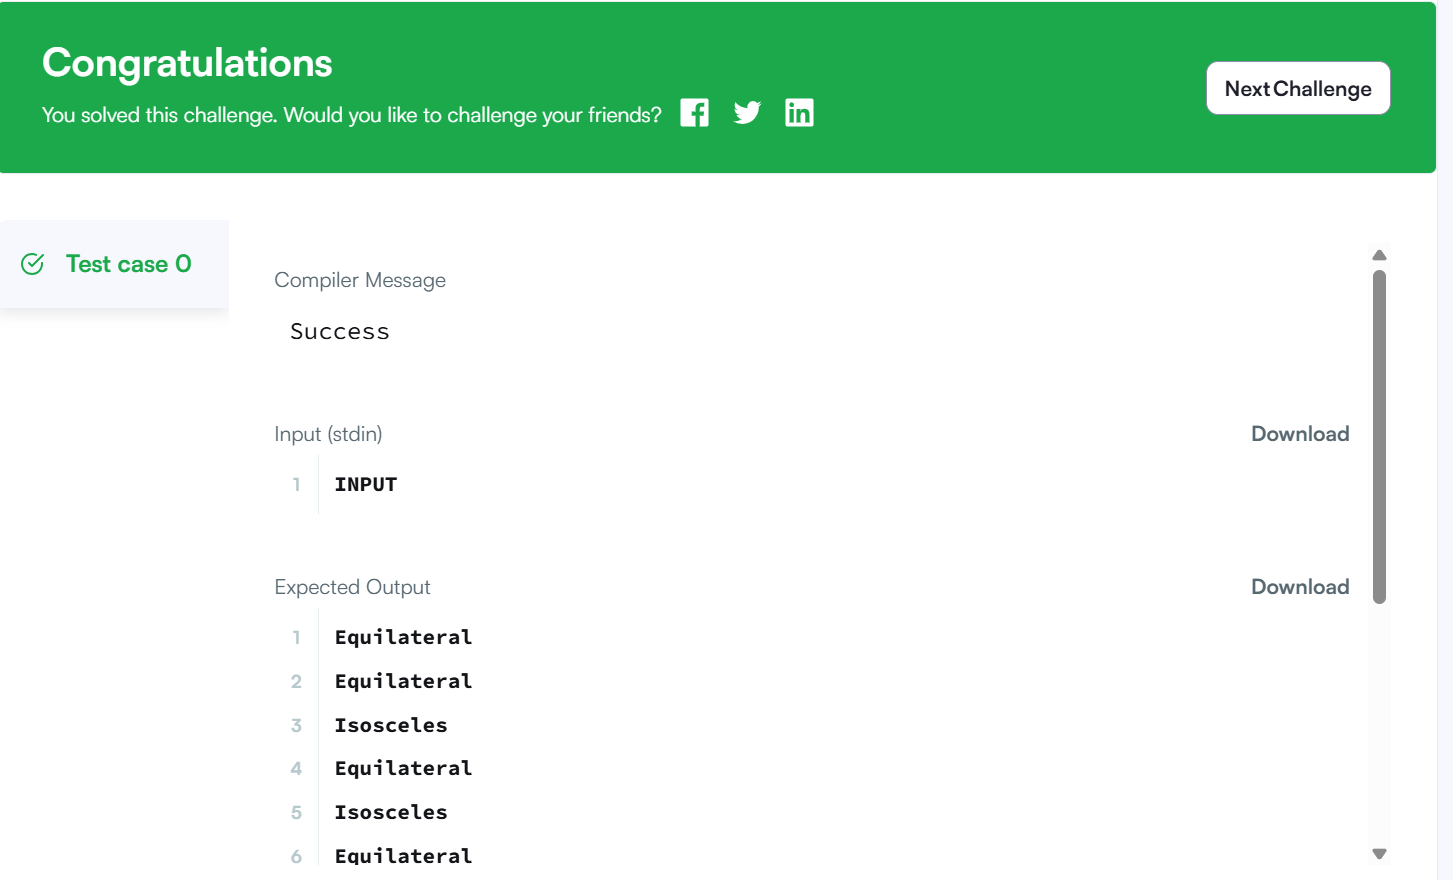 Congratulations
You solved this challenge. Would you like to challenge your friends?
Next Challenge
Test case 0
Compiler Message
Success
Input (stdin)
Download
1 INPUT
Expected Output
Download
1 Equilateral
2 Equilateral
3 Isosceles
4 Equilateral
5 Isosceles
6 Equilateral